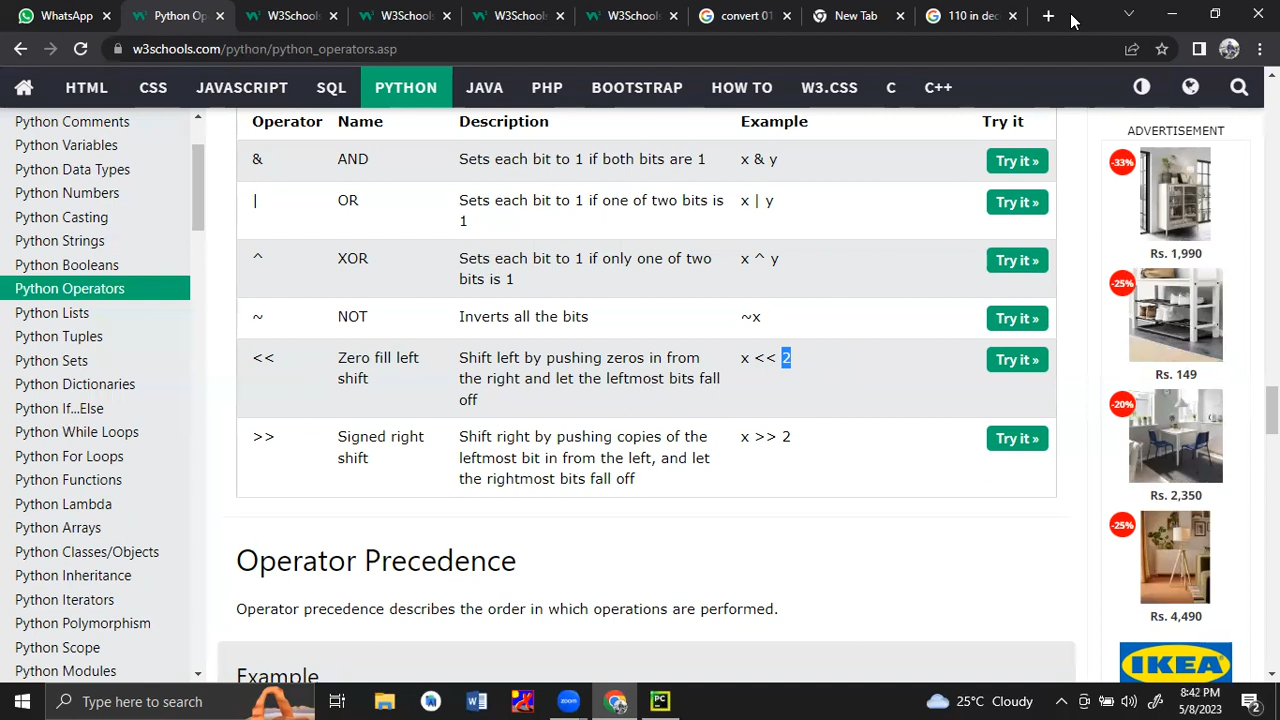 WhatsApp
Python Op
W3Schools.
W3Schools.
W3Schools.
W3Schools.
convert 01
New Tab
110 in dec
w3schools.com/python/python_operators.asp
HTML CSS JAVASCRIPT SQL PYTHON JAVA PHP BOOTSTRAP HOW TO W3.CSS C C++
Python Comments
Python Variables
Python Data Types
Python Numbers
Python Casting
Python Strings
Python Booleans
Python Operators
Python Lists
Python Tuples
Python Sets
Python Dictionaries
Python If...Else
Python While Loops
Python For Loops
Python Functions
Python Lambda
Python Arrays
Python Classes/Objects
Python Inheritance
Python Iterators
Python Polymorphism
Python Scope
Python Modules
Operator Name Description Example Try it
& AND Sets each bit to 1 if both bits are 1 x & y Try it »
| OR Sets each bit to 1 if one of two bits is x | y Try it »
1
^ XOR Sets each bit to 1 if only one of two x ^ y Try it »
bits is 1
~ NOT Inverts all the bits ~x Try it »
<< Zero fill left Shift left by pushing zeros in from x << 2 Try it »
shift the right and let the leftmost bits fall
off
>> Signed right Shift right by pushing copies of the x >> 2 Try it »
shift leftmost bit in from the left, and let
the rightmost bits fall off
Operator Precedence
Operator precedence describes the order in which operations are performed.
Example
ADVERTISEMENT
-33%
Rs. 1,990
-25%
Rs. 149
-20%
Rs. 2,350
-25%
Rs. 4,490
IKEA
Type here to search
zoom
PC
25°C Cloudy
8:42 PM
5/8/2023
2